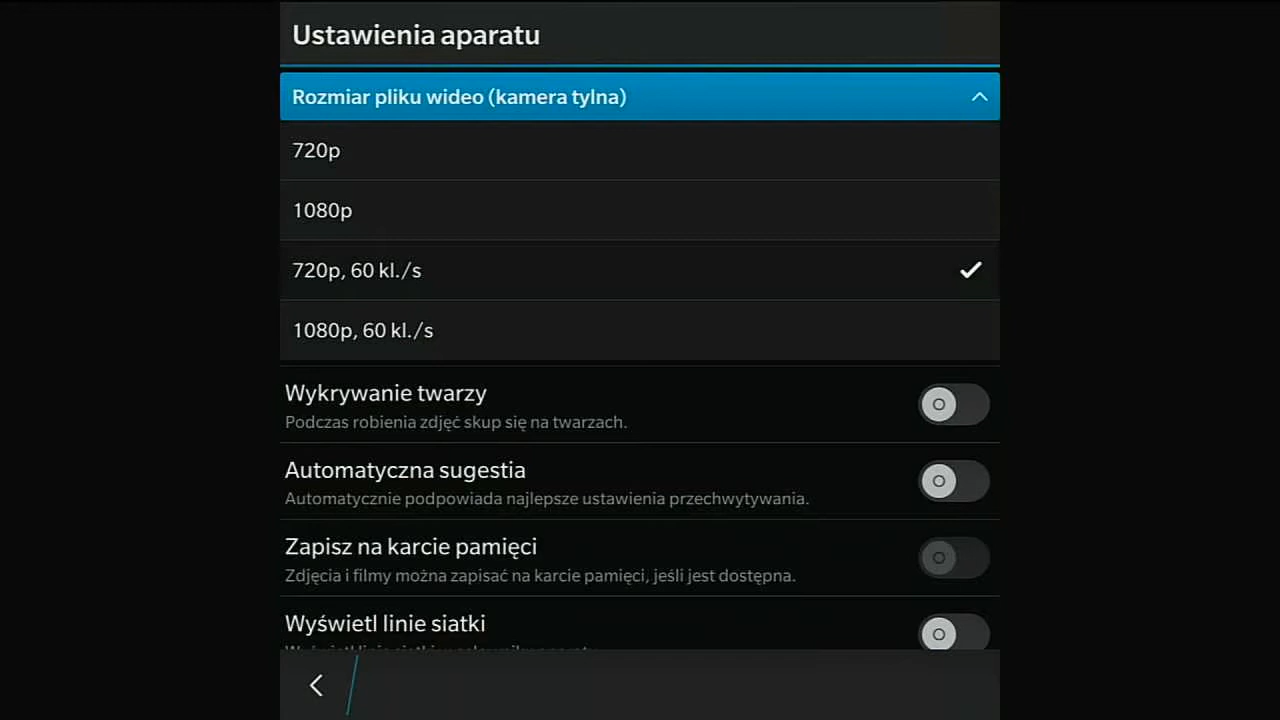 Ustawienia aparatu
Rozmiar pliku wideo (kamera tylna)
720p
1080p
720p, 60 kl./s
1080p, 60 kl./s
Wykrywanie twarzy
Podczas robienia zdjęć skup się na twarzach.
Automatyczna sugestia
Automatycznie podpowiada najlepsze ustawienia przechwytywania.
Zapisz na karcie pamięci
Zdjęcia i filmy można zapisać na karcie pamięci, jeśli jest dostępna.
Wyświetl linie siatki